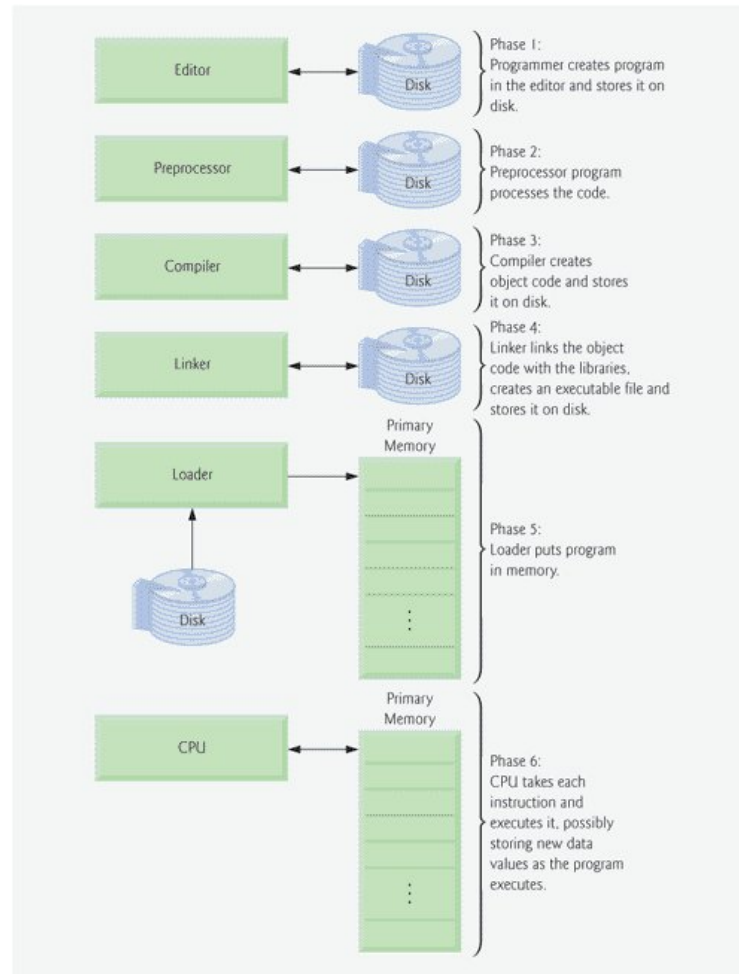 Editor
Disk
Phase 1:
Programmer creates program
in the editor and stores it on
disk.
Preprocessor
Disk
Phase 2:
Preprocessor program
processes the code.
Compiler
Disk
Phase 3:
Compiler creates
object code and stores
it on disk.
Linker
Disk
Phase 4:
Linker links the object
code with the libraries,
creates an executable file and
stores it on disk.
Loader
Disk
Primary
Memory
Phase 5:
Loader puts program
in memory.
CPU
Primary
Memory
Phase 6:
CPU takes each
instruction and
executes it, possibly
storing new data
values as the program
executes.